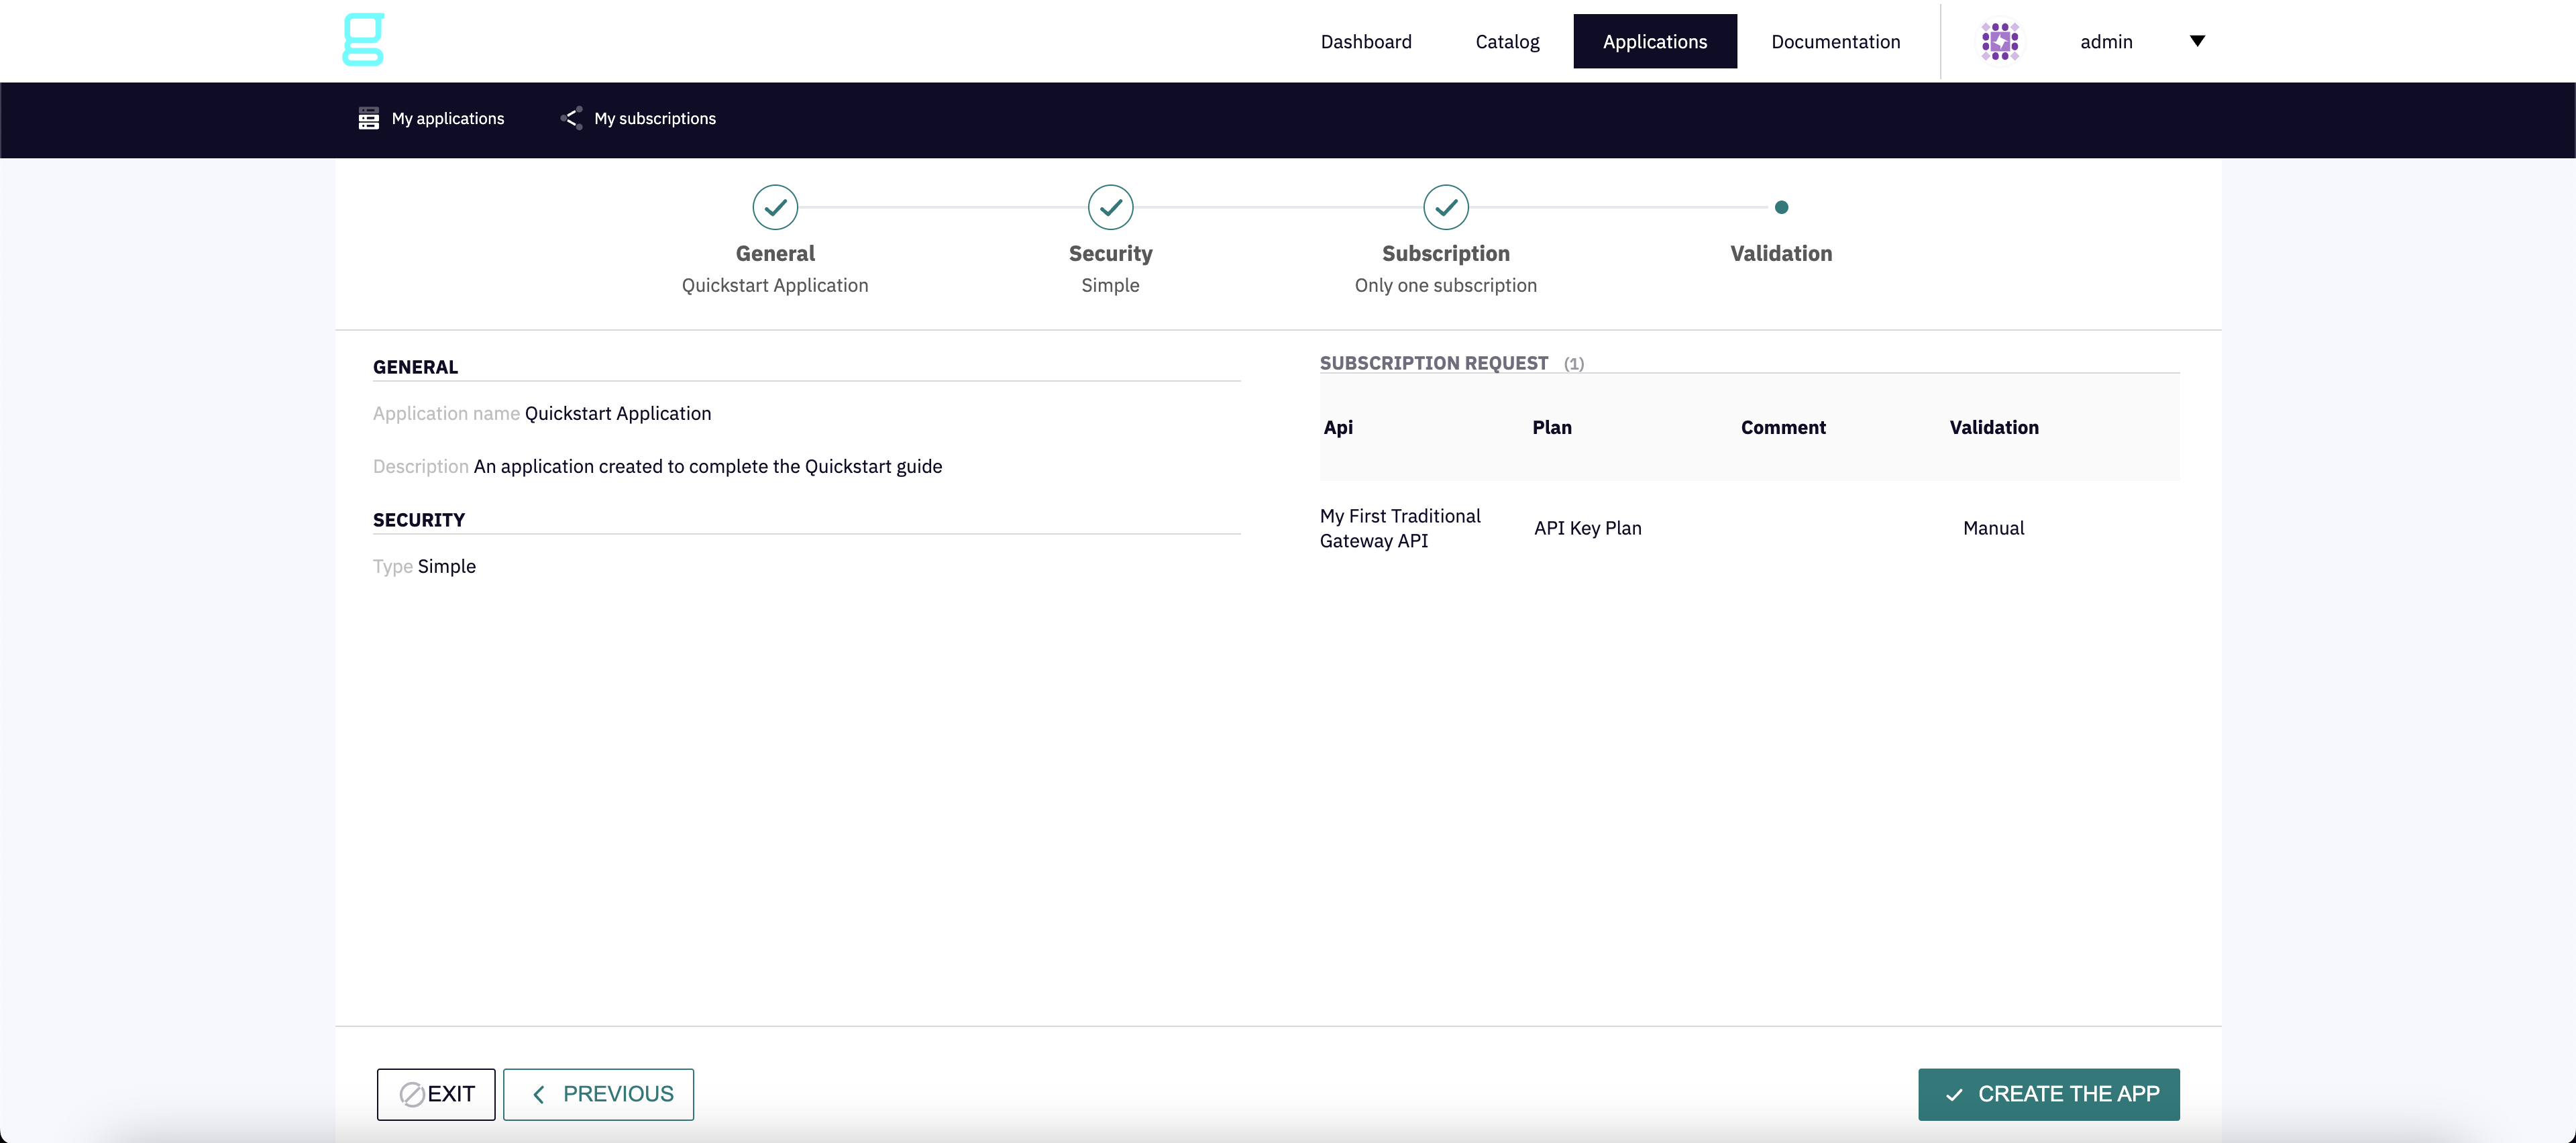 g
Dashboard Catalog Applications Documentation admin
My applications My subscriptions
General Security Subscription Validation
Quickstart Application Simple Only one subscription
GENERAL
Application name Quickstart Application
Description An application created to complete the Quickstart guide
SECURITY
Type Simple
SUBSCRIPTION REQUEST (1)
Api Plan Comment Validation
My First Traditional
Gateway API
API Key Plan
Manual
EXIT PREVIOUS CREATE THE APP